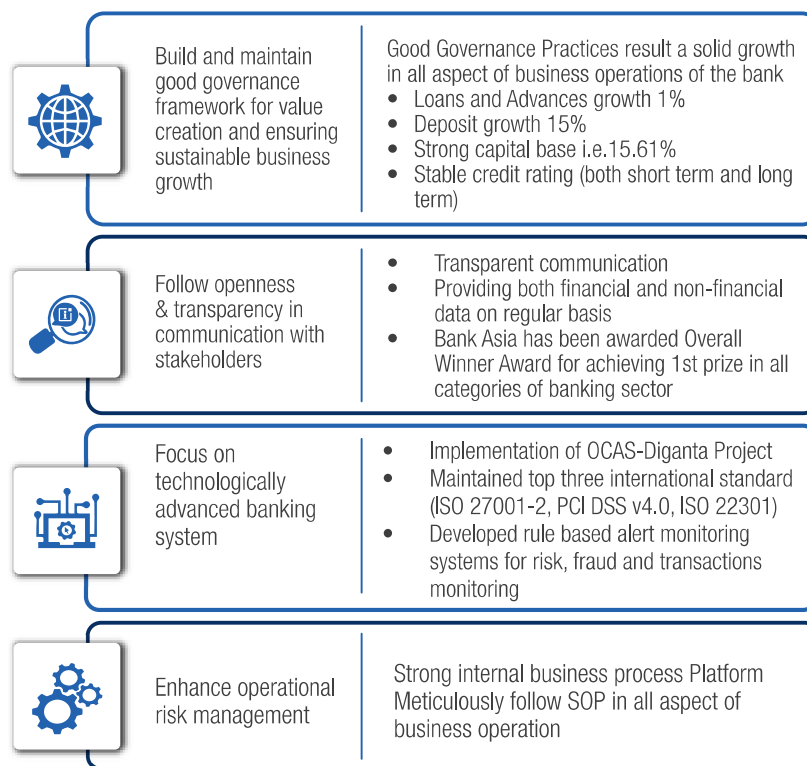 Build and maintain
good governance
framework for value
creation and ensuring
sustainable business
growth
Good Governance Practices result a solid growth
in all aspect of business operations of the bank
• Loans and Advances growth 1%
• Deposit growth 15%
• Strong capital base i.e.15.61%
• Stable credit rating (both short term and long
term)
Follow openness
& transparency in
communication with
stakeholders
• Transparent communication
• Providing both financial and non-financial
data on regular basis
• Bank Asia has been awarded Overall
Winner Award for achieving 1st prize in all
categories of banking sector
Focus on
technologically
advanced banking
system
• Implementation of OCAS-Diganta Project
• Maintained top three international standard
(ISO 27001-2, PCI DSS v4.0, ISO 22301)
• Developed rule based alert monitoring
systems for risk, fraud and transactions
monitoring
Enhance operational
risk management
Strong internal business process Platform
Meticulously follow SOP in all aspect of
business operation